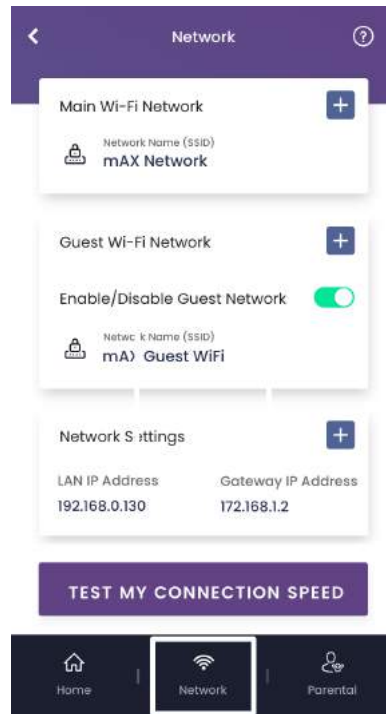 Network
Main Wi-Fi Network
Network Name (SSID)
mAX Network
Guest Wi-Fi Network
Enable/Disable Guest Network
Name (SSID)
Guest WiFi
Network
LAN IP Address Gateway IP Address
192.168.0.130 172.168.1.2
TEST MY CONNECTION SPEED
Home Network Parental